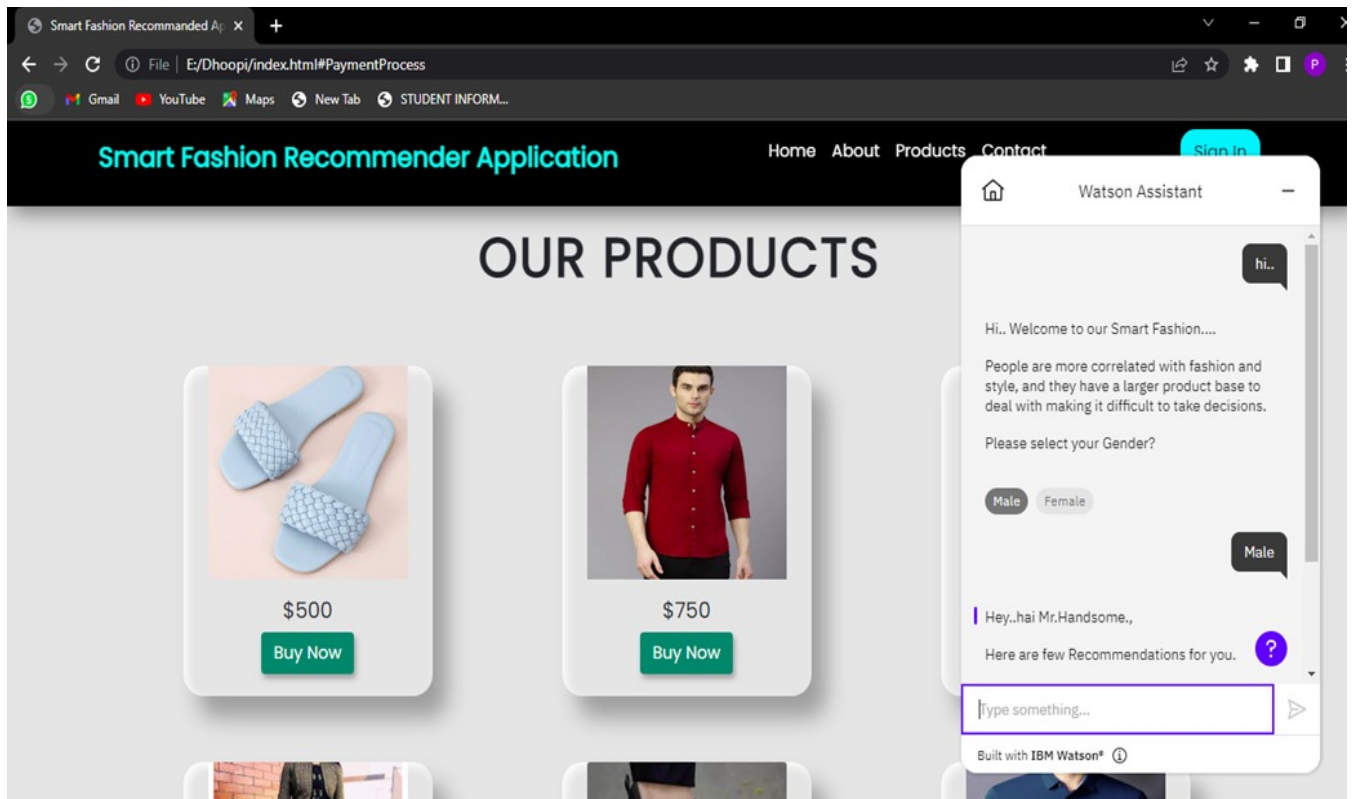 Smart Fashion Recommanded Ap
File | E:/Dhoopi/index.html#PaymentProcess
P
Gmail YouTube Maps New Tab STUDENT INFORM...
Smart Fashion Recommender Application
Home About Products Contact Sign In
OUR PRODUCTS
$500
Buy Now
$750
Buy Now
Watson Assistant
hi..
Hi.. Welcome to our Smart Fashion....
People are more correlated with fashion and
style, and they have a larger product base to
deal with making it difficult to take decisions.
Please select your Gender?
Male Female
Male
Hey..hai Mr.Handsome.,
Here are few Recommendations for you.
?
Type something...
Built with IBM Watson®